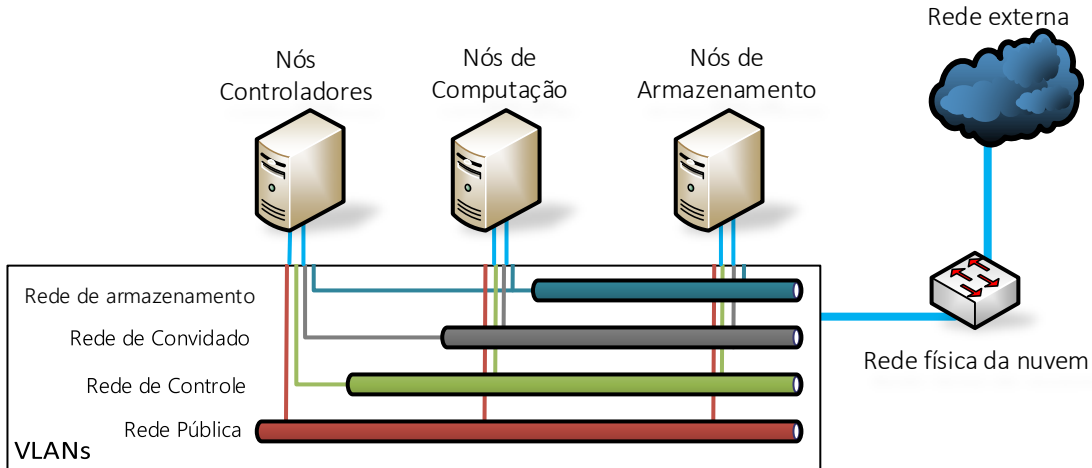 Rede externa
Nós
Controladores
Nós de
Computação
Nós de
Armazenamento
Rede de armazenamento
Rede de Convidado
Rede de Controle
Rede Pública
VLANs
Rede física da nuvem